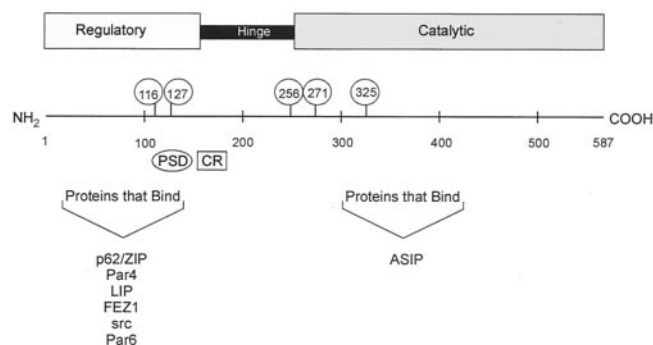 Regulatory Hinge Catalytic
116 127 256 271 325
NH2 COOH
1 100 200 300 400 500 587
PSD CR
Proteins that Bind Proteins that Bind
p62/ZIP ASIP
Par4
LIP
FEZ1
src
Par6